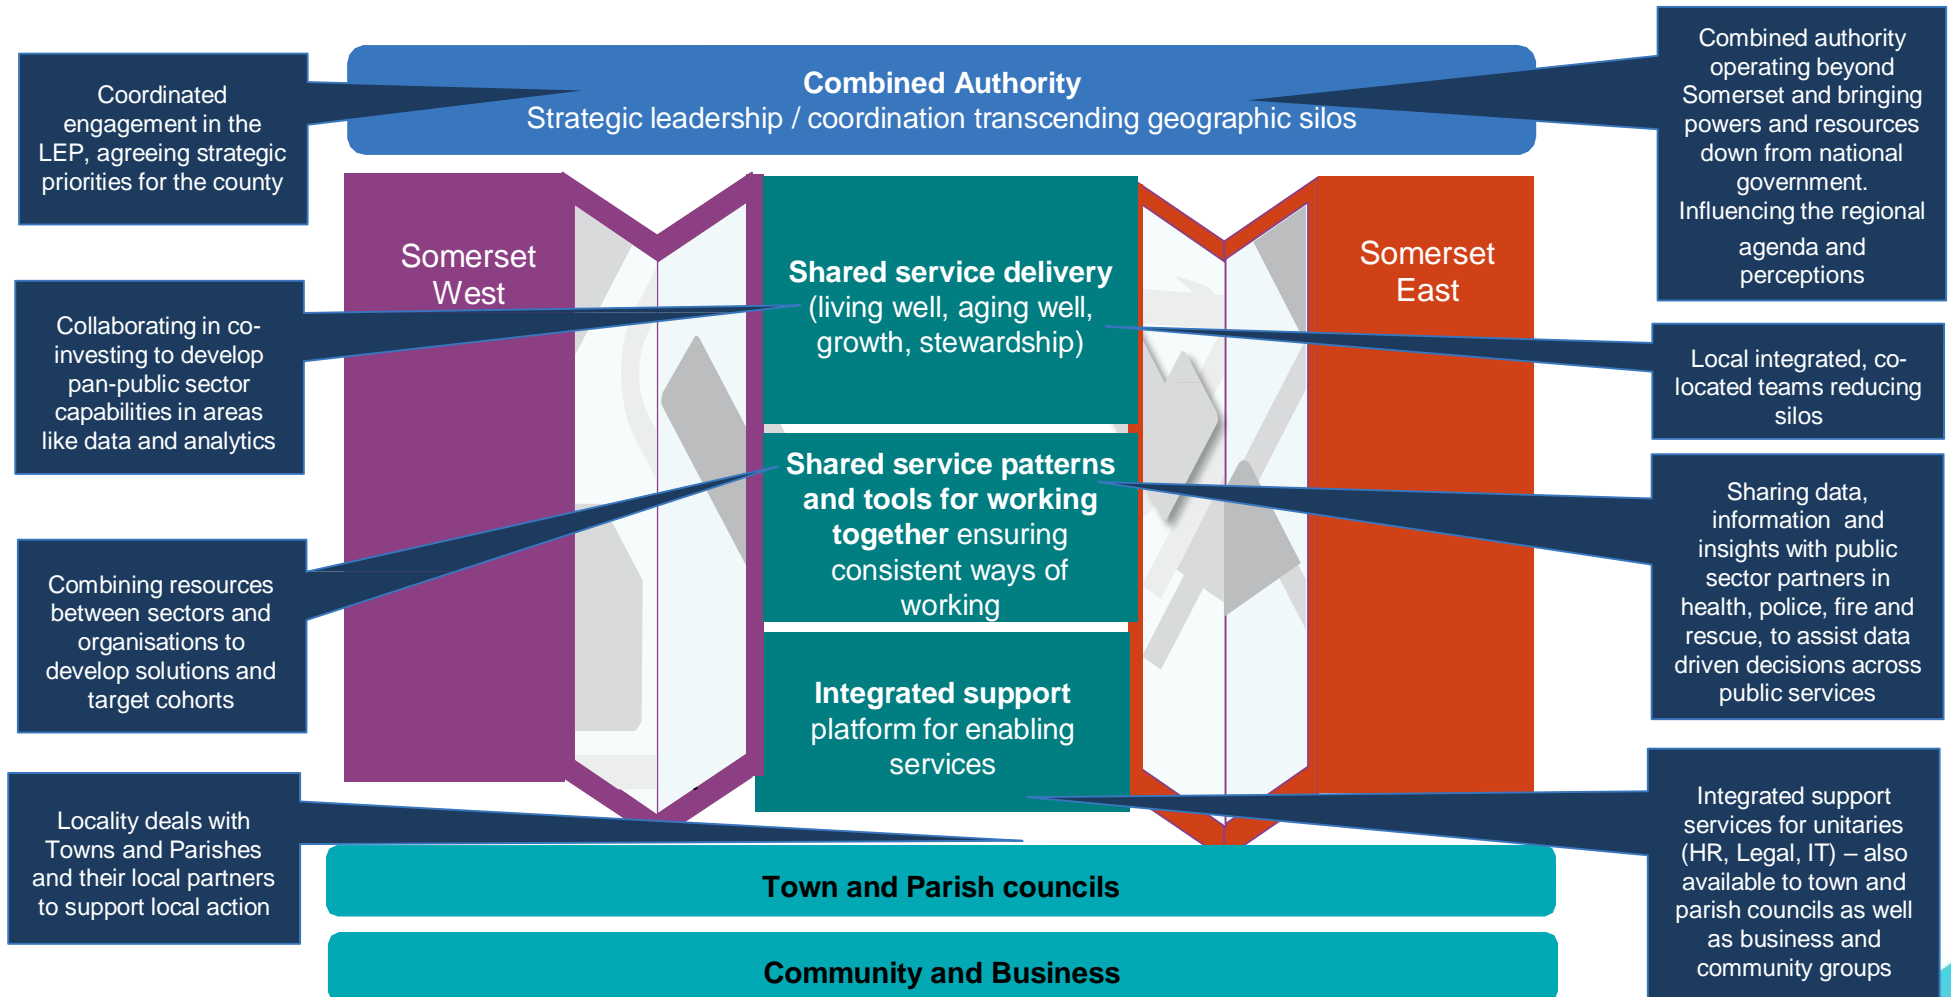 Combined Authority
Strategic leadership / coordination transcending geographic silos
Coordinated
engagement in the
LEP, agreeing strategic
priorities for the county
Combined authority
operating beyond
Somerset and bringing
powers and resources
down from national
government.
Influencing the regional
agenda and
perceptions
Somerset
West
Shared service delivery
(living well, aging well,
growth, stewardship)
Somerset
East
Collaborating in co-
investing to develop
pan-public sector
capabilities in areas
like data and analytics
Local integrated, co-
located teams reducing
silos
Shared service patterns
and tools for working
together ensuring
consistent ways of
working
Combining resources
between sectors and
organisations to
develop solutions and
target cohorts
Sharing data,
information and
insights with public
sector partners in
health, police, fire and
rescue, to assist data
driven decisions across
public services
Integrated support
platform for enabling
services
Locality deals with
Towns and Parishes
and their local partners
to support local action
Integrated support
services for unitaries
(HR, Legal, IT) – also
available to town and
parish councils as well
as business and
community groups
Town and Parish councils
Community and Business